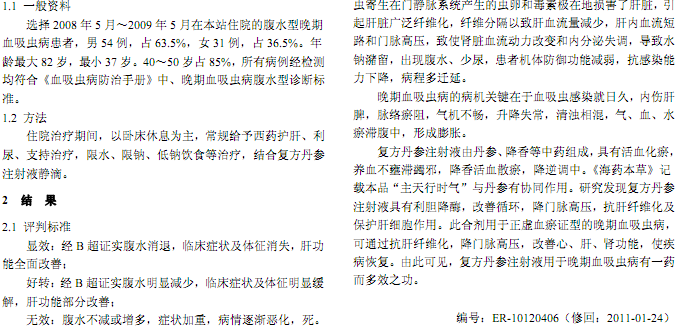 1.1 一般资料
选择 2008 年 5 月～2009 年 5 月在本站住院的腹水型晚期
血吸虫病患者，男 54 例，占 63.5%，女 31 例，占 36.5%。年
龄最大 82 岁，最小 37 岁。40～50 岁占 85%，所有病例经检测
均符合《血吸虫病防治手册》中、晚期血吸虫病腹水型诊断标
准。
1.2 方法
住院治疗期间，以卧床休息为主，常规给予西药护肝、利
尿、支持治疗，限水、限钠、低钠饮食等治疗，结合复方丹参
注射液静滴。
2 结 果
2.1 评判标准
显效：经 B 超证实腹水消退，临床症状及体征消失，肝功
能全面改善；
好转：经 B 超证实腹水明显减少，临床症状及体征明显缓
解，肝功能部分改善；
无效：腹水不减或增多，症状加重，病情逐渐恶化，死。
虫寄生在门静脉系统产生的虫卵和毒素极在地损害了肝脏，引
起肝脏广泛纤维化，纤维分隔以致肝血流量减少，肝内血流短
路和门脉高压，致使肾脏血流动力改变和内分泌失调，导致水
钠潴留，出现腹水、少尿，患者机体防御功能减弱，抗感染能
力下降，病程多迁延。
晚期血吸虫病的病机关键在于血吸虫感染就日久，内伤肝
脾，脉络瘀阻，气机不畅，升降失常，清浊相混，气、血、水
瘀滞腹中，形成膨胀。
复方丹参注射液由丹参、降香等中药组成，具有活血化瘀，
养血不壅滞蠲邪，降香活血散瘀，降逆调中。《海药本草》记
载本品“主天行时气”与丹参有协同作用。研究发现复方丹参
注射液具有利胆降酶，改善循环，降门脉高压，抗肝纤维化及
保护肝细胞作用。此合剂用于正虚血瘀证型的晚期血吸虫病，
可通过抗肝纤维化，降门脉高压，改善心、肝、肾功能，使疾
病恢复。由此可见，复方丹参注射液用于晚期血吸虫病有一药
而多效之功。
编号：ER-10120406（修回：2011-01-24）